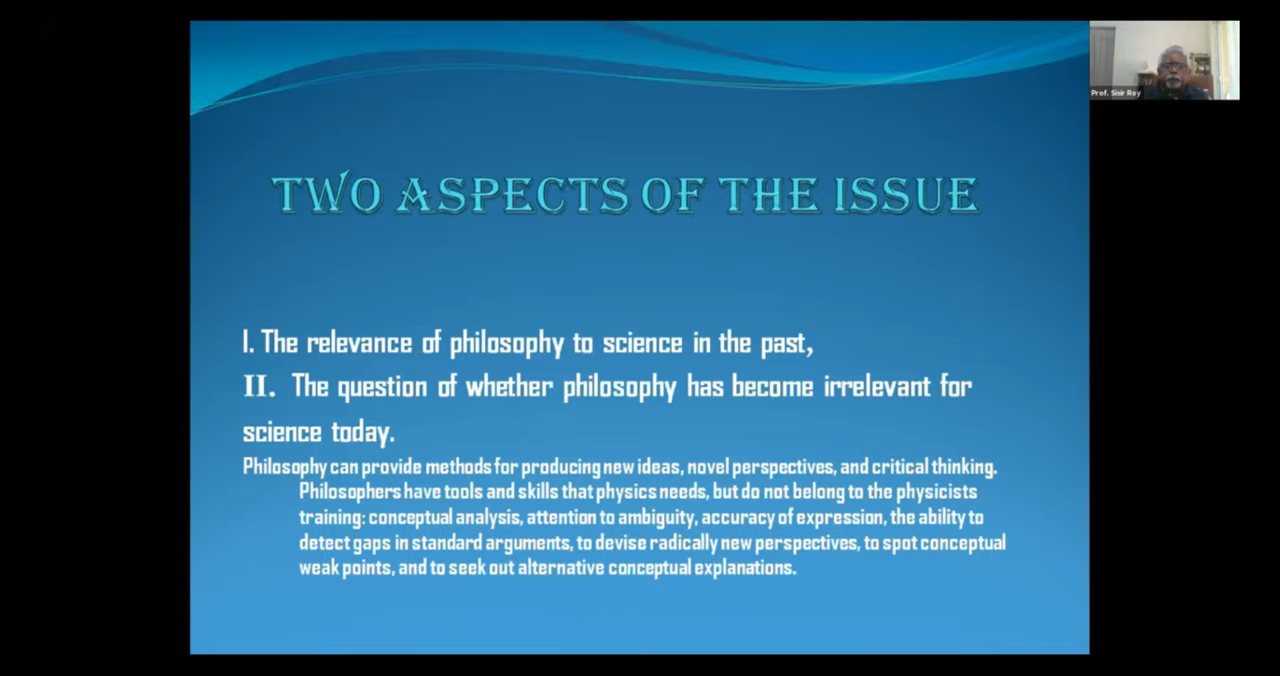 TWO ASPECTS OF THE ISSUE
I. The relevance of philosophy to science in the past,
II. The question of whether philosophy has become irrelevant for
science today.
Philosophy can provide methods for producing new ideas, novel perspectives, and critical thinking.
Philosophers have tools and skills that physics needs, but do not belong to the physicists
training: conceptual analysis, attention to ambiguity, accuracy of expression, the ability to
detect gaps in standard arguments, to devise radically new perspectives, to spot conceptual
weak points, and to seek out alternative conceptual explanations.
Prof. Sisir Roy